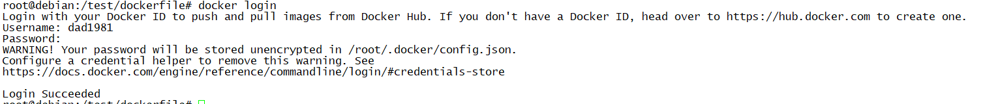 root@debian:/test/dockerfile# docker login
Login with your Docker ID to push and pull images from Docker Hub. If you don't have a Docker ID, head over to https://hub.docker.com to create one.
Username: dad1981
Password:
WARNING! Your password will be stored unencrypted in /root/.docker/config.json.
Configure a credential helper to remove this warning. See
https://docs.docker.com/engine/reference/commandline/login/#credentials-store
Login Succeeded
root@debian:/test/dockerfile#